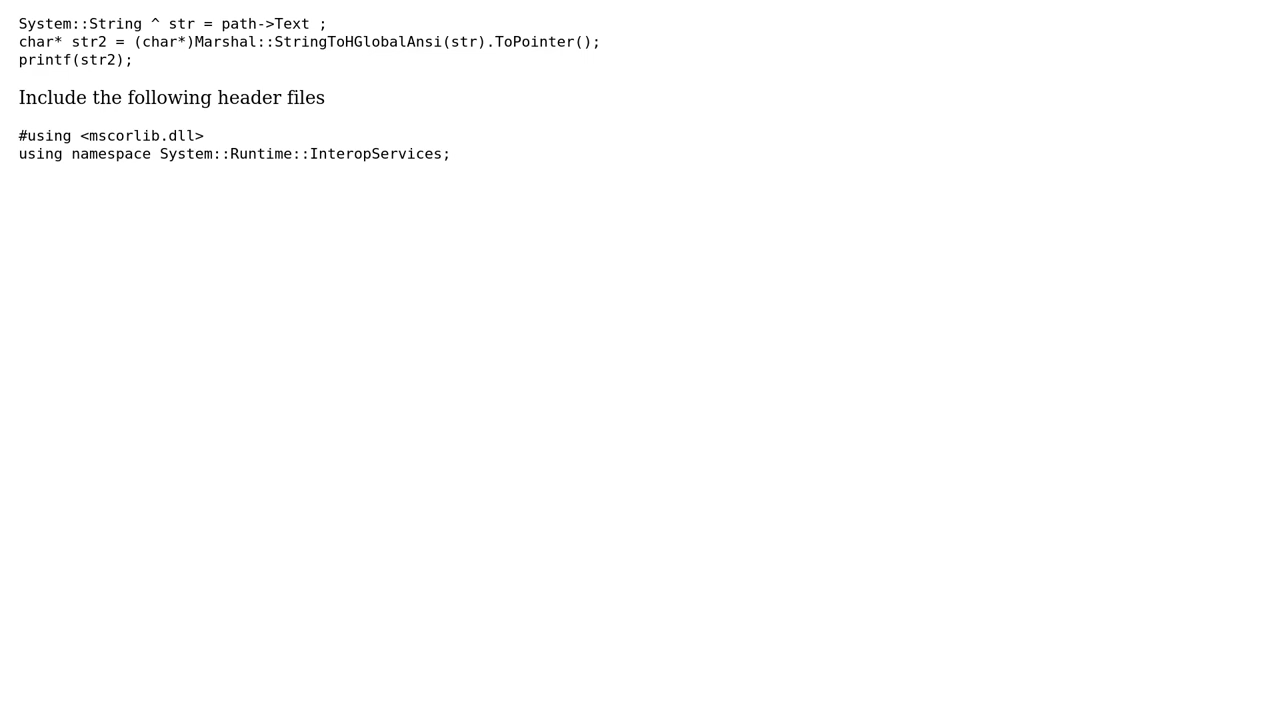 System::String ^ str = path->Text ;
char* str2 = (char*)Marshal::StringToHGlobalAnsi(str).ToPointer();
printf(str2);
Include the following header files
#using <mscorlib.dll>
using namespace System::Runtime::InteropServices;